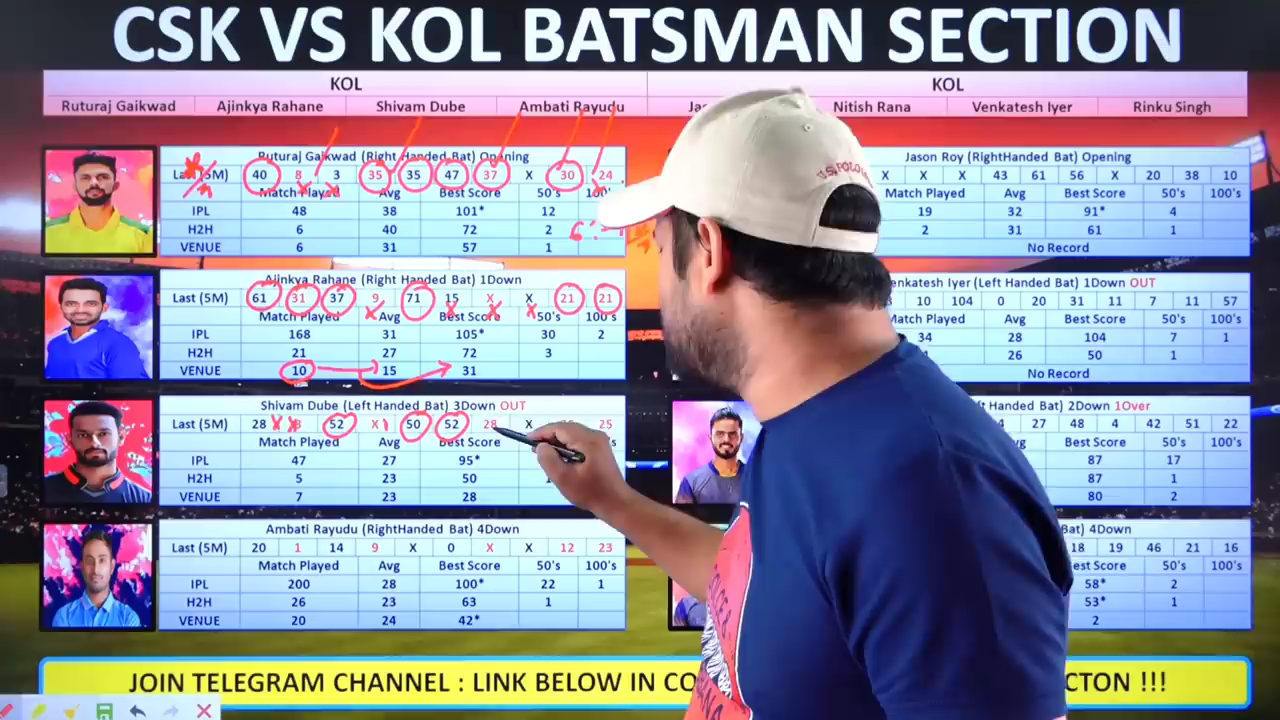 CSK VS KOL BATSMAN SECTION
KOL KOL
Ruturaj Gaikwad Ajinkya Rahane Shivam Dube Ambati Rayudu Nitish Rana Venkatesh Iyer Rinku Singh
Ruturaj Gaikwad (Right Handed Bat) Opening
Last (5M) 40 8 3 35 35 47 37 X 30 24
Match Played Avg Best Score 50's 100's
IPL 48 38 101* 12
H2H 6 40 72 2
VENUE 6 31 57 1
Jason Roy (RightHanded Bat) Opening
X X X 43 61 56 X 20 38 10
Match Played Avg Best Score 50's 100's
19 32 91* 4
2 31 61 1
No Record
Ajinkya Rahane (Right Handed Bat) 1Down
Last (5M) 61 31 37 9 71 15 X X 21 21
Match Played Avg Best Score 50's 100's
IPL 168 31 105* 30 2
H2H 21 27 72 3
VENUE 10 15 31
Venkatesh Iyer (Left Handed Bat) 1Down OUT
10 104 0 20 31 11 7 11 57
Match Played Avg Best Score 50's 100's
34 28 104 7 1
26 50 1
No Record
Shivam Dube (Left Handed Bat) 3Down OUT
Last (5M) 28 52 X 50 52 28 X 25
Match Played Avg Best Score
IPL 47 27 95*
H2H 5 23 50
VENUE 7 23 28
Handed Bat) 2Down 1Over
27 48 4 42 51 22
Best Score 50's 100's
87 17
87 1
80 2
Ambati Rayudu (RightHanded Bat) 4Down
Last (5M) 20 1 14 9 X 0 X X 12 23
Match Played Avg Best Score 50's 100's
IPL 200 28 100* 22 1
H2H 26 23 63 1
VENUE 20 24 42*
Bat) 4Down
18 19 46 21 16
Best Score 50's 100's
58* 2
53* 1
2
JOIN TELEGRAM CHANNEL : LINK BELOW IN
U.S. POLO